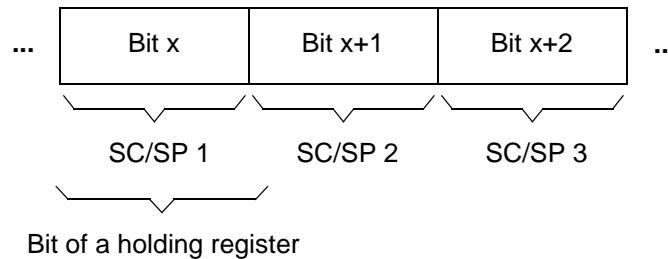 ... Bit x Bit x+1 Bit x+2 ..
SC/SP 1 SC/SP 2 SC/SP 3
Bit of a holding register